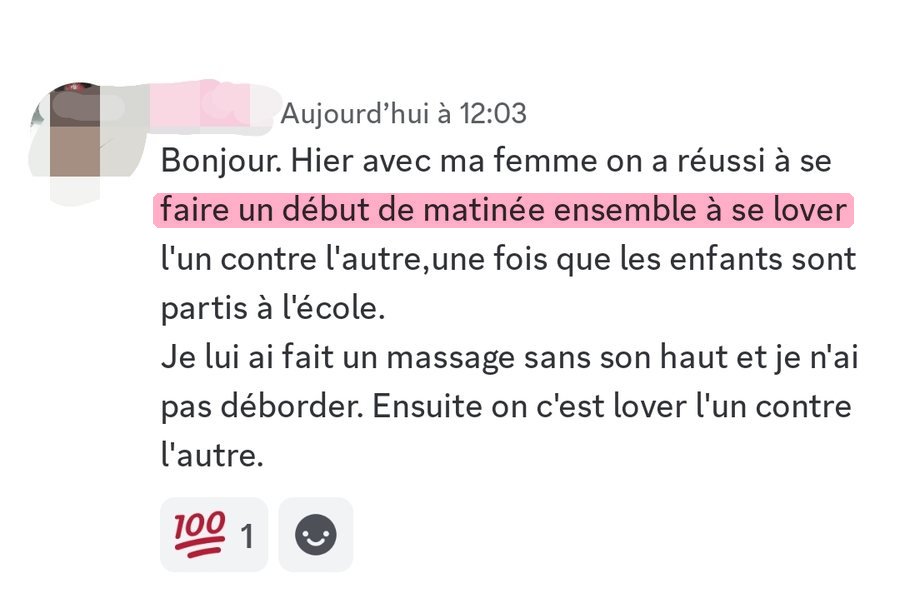 Aujourd’hui à 12:03
Bonjour. Hier avec ma femme on a réussi à se
faire un début de matinée ensemble à se lover
l'un contre l'autre,une fois que les enfants sont
partis à l'école.
Je lui ai fait un massage sans son haut et je n'ai
pas déborder. Ensuite on c'est lover l'un contre
l'autre.
💯 1